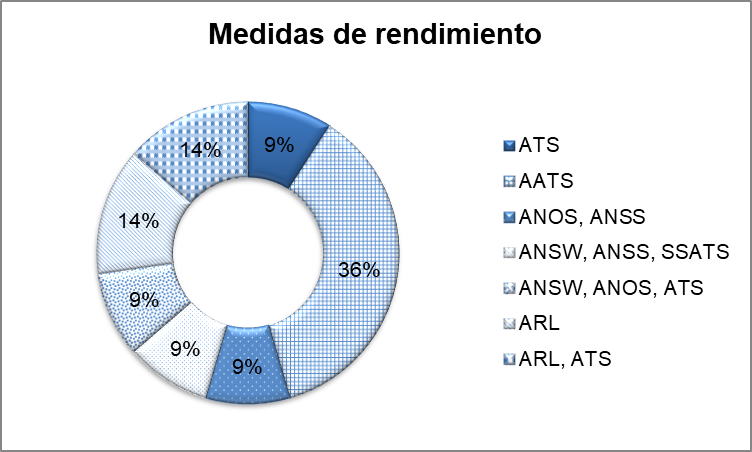 Medidas de rendimiento
14%
9%
14%
36%
9%
9%
9%
ATS
AATS
ANOS, ANSS
ANSW, ANSS, SSATS
ANSW, ANOS, ATS
ARL
ARL, ATS